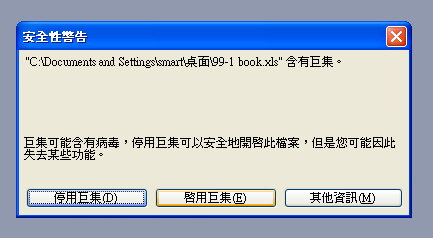 安全性警告
"C:\Documents and Settings\smart\桌面\99-1 book.xls" 含有巨集。
巨集可能含有病毒，停用巨集可以安全地開啓此檔案，但是您可能因此
失去某些功能。
停用巨集(D)
啓用巨集(E)
其他資訊(M)